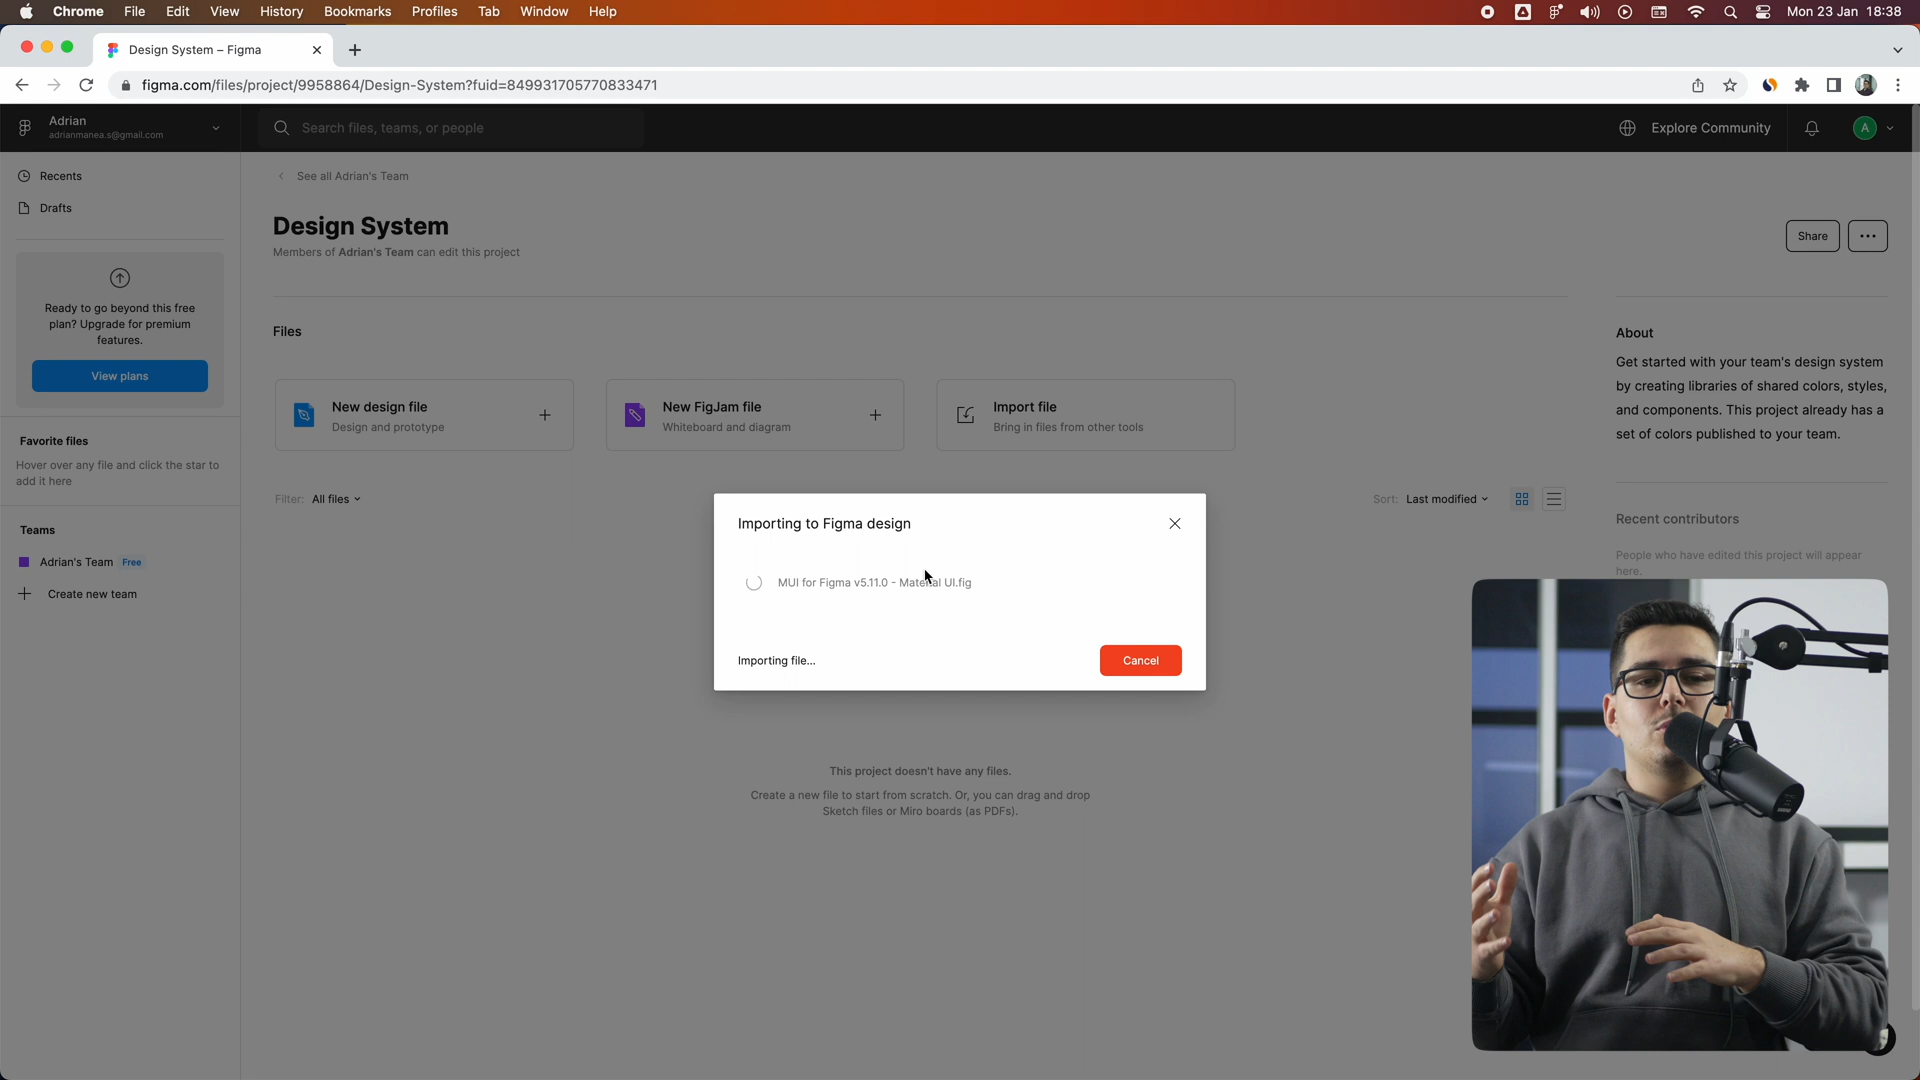 Chrome File Edit View History Bookmarks Profiles Tab Window Help Mon 23 Jan 18:38
Design System – Figma
figma.com/files/project/9958864/Design-System?fuid=849931705770833471
Adrian
adrianmanea.s@gmail.com
Search files, teams, or people
Explore Community
A
Recents
Drafts
Ready to go beyond this free
plan? Upgrade for premium
features.
View plans
Favorite files
Hover over any file and click the star to
add it here
Teams
Adrian's Team Free
Create new team
See all Adrian's Team
Design System
Members of Adrian's Team can edit this project
Share
Files
New design file
Design and prototype
New FigJam file
Whiteboard and diagram
Import file
Bring in files from other tools
Filter: All files
Sort: Last modified
Importing to Figma design
MUI for Figma v5.11.0 - Material UI.fig
Importing file...
Cancel
This project doesn't have any files.
Create a new file to start from scratch. Or, you can drag and drop
Sketch files or Miro boards (as PDFs).
About
Get started with your team's design system
by creating libraries of shared colors, styles,
and components. This project already has a
set of colors published to your team.
Recent contributors
People who have edited this project will appear
here.